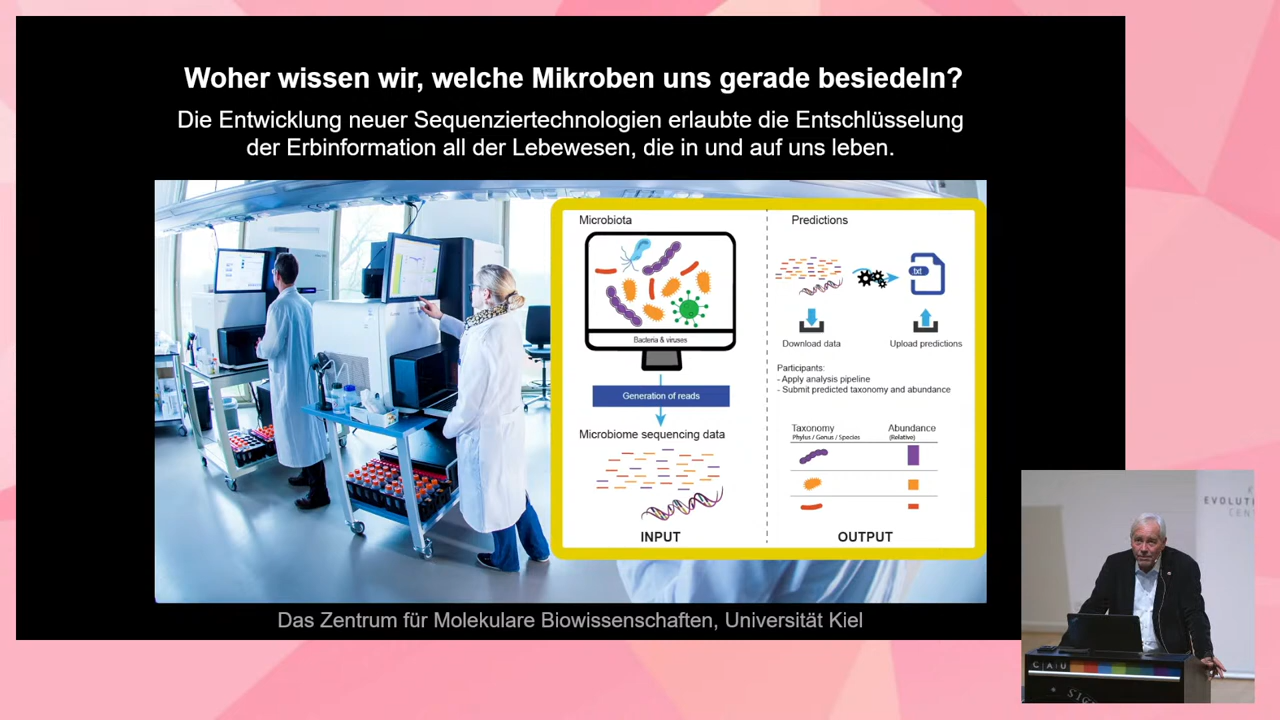 Woher wissen wir, welche Mikroben uns gerade besiedeln?
Die Entwicklung neuer Sequenziertechnologien erlaubte die Entschlüsselung
der Erbinformation all der Lebewesen, die in und auf uns leben.
Microbiota
Bacteria & viruses
Generation of reads
Microbiome sequencing data
INPUT
Predictions
txt
Download data
Upload predictions
Participants:
- Apply analysis pipeline
- Submit predicted taxonomy and abundance
Taxonomy
Phylus / Genus / Species
Abundance
(Relative)
OUTPUT
Das Zentrum für Molekulare Biowissenschaften, Universität Kiel
C|A|U